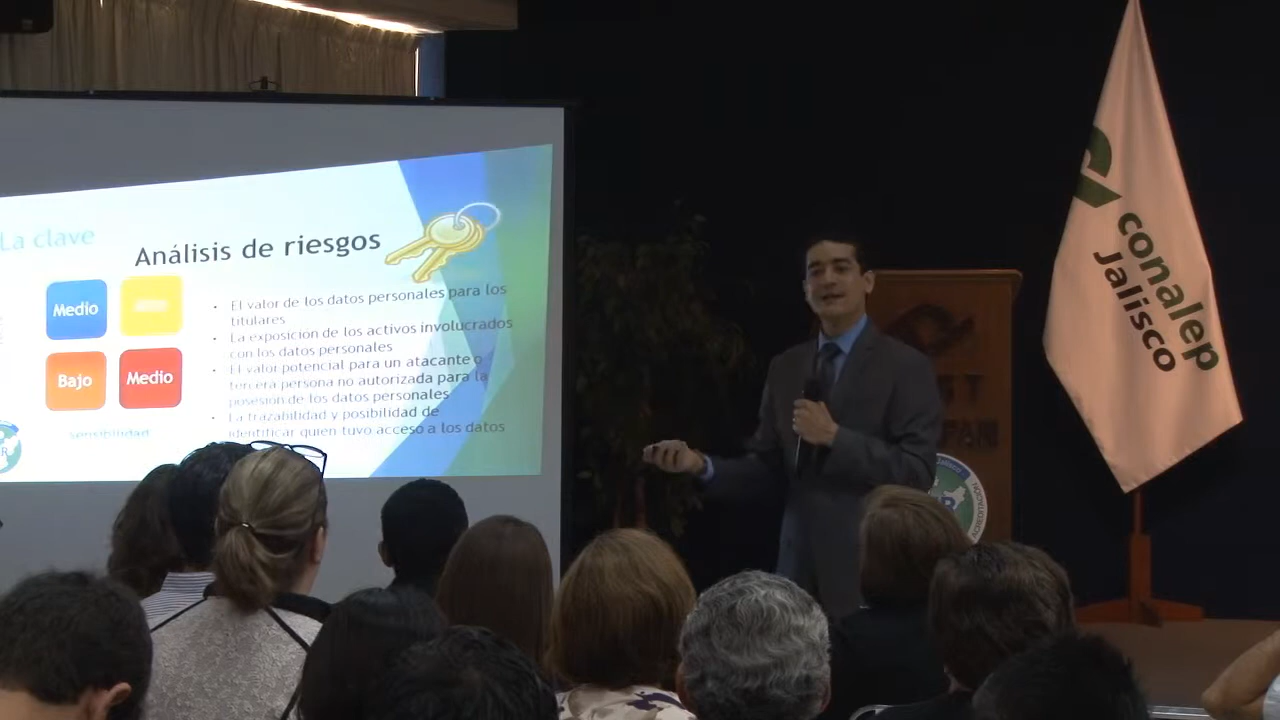 La clave
Análisis de riesgos
Medio
Bajo
Medio
sensibilidad
• El valor de los datos personales para los
titulares
• La exposición de los activos involucrados
con los datos personales
• El valor potencial para un atacante o
tercera persona no autorizada para la
posesión de los datos personales
• La trazabilidad y posibilidad de
identificar quien tuvo acceso a los datos
conalep
Jalisco